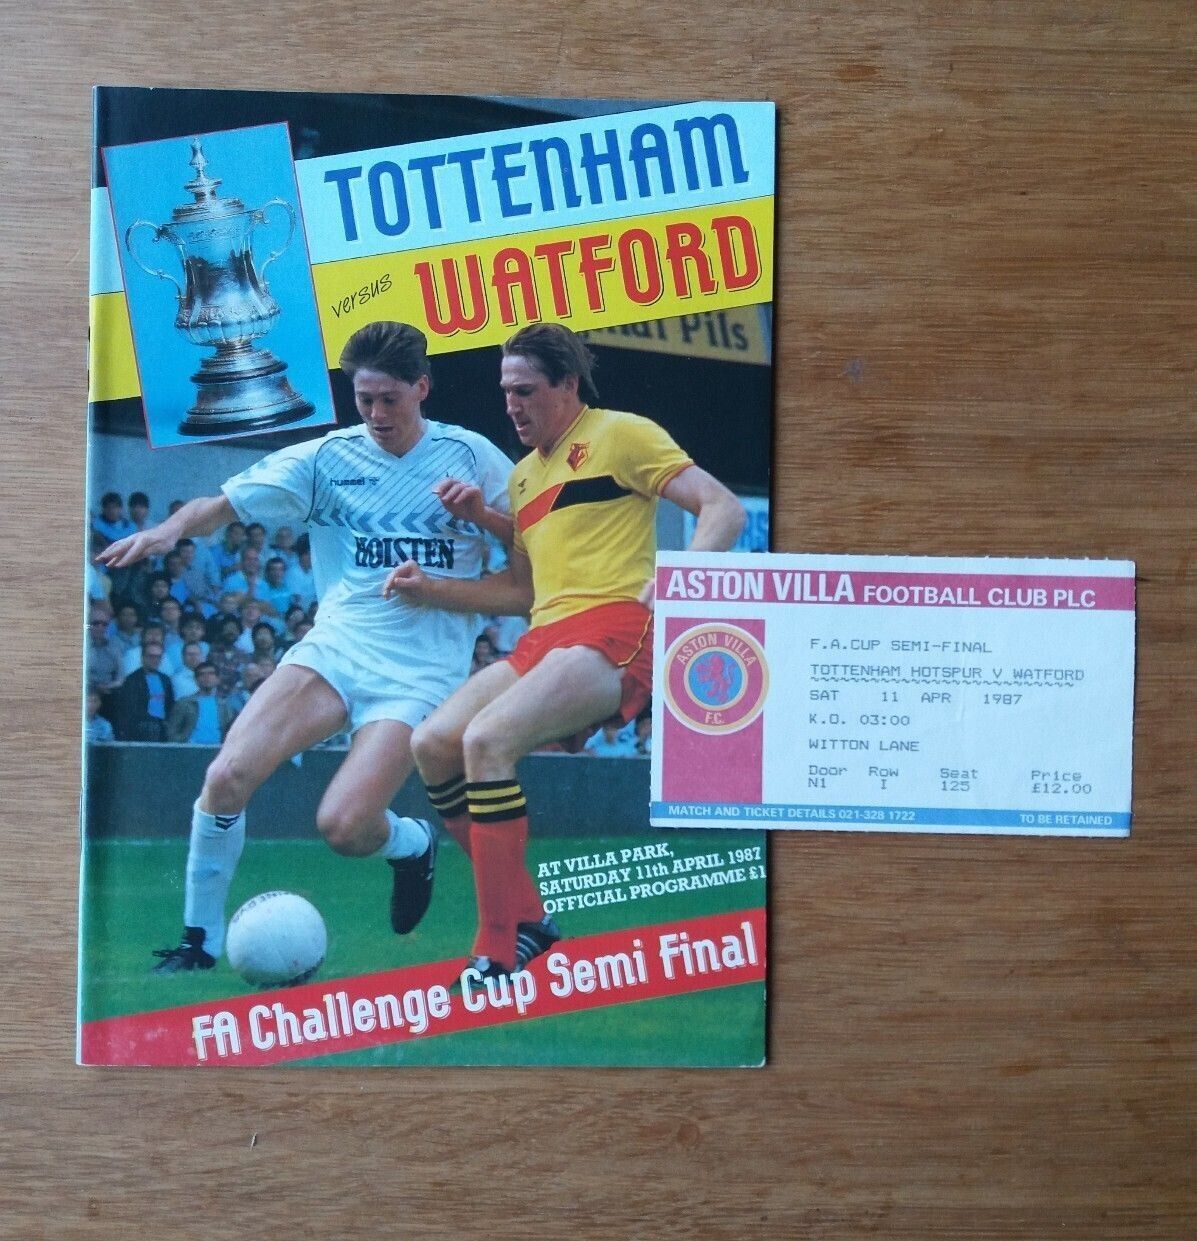 TOTTENHAM
versus WATFORD
Pils
hummel
HOLSTEN
AT VILLA PARK,
SATURDAY 11th APRIL 1987
OFFICIAL PROGRAMME £1
FA Challenge Cup Semi Final
ASTON VILLA FOOTBALL CLUB PLC
ASTON VILLA
F.C.
F.A.CUP SEMI-FINAL
TOTTENHAM HOTSPUR V WATFORD
SAT 11 APR 1987
K.O. 03:00
WITTON LANE
Door Row Seat Price
N1 I 125 £12.00
MATCH AND TICKET DETAILS 021-328 1722 TO BE RETAINED